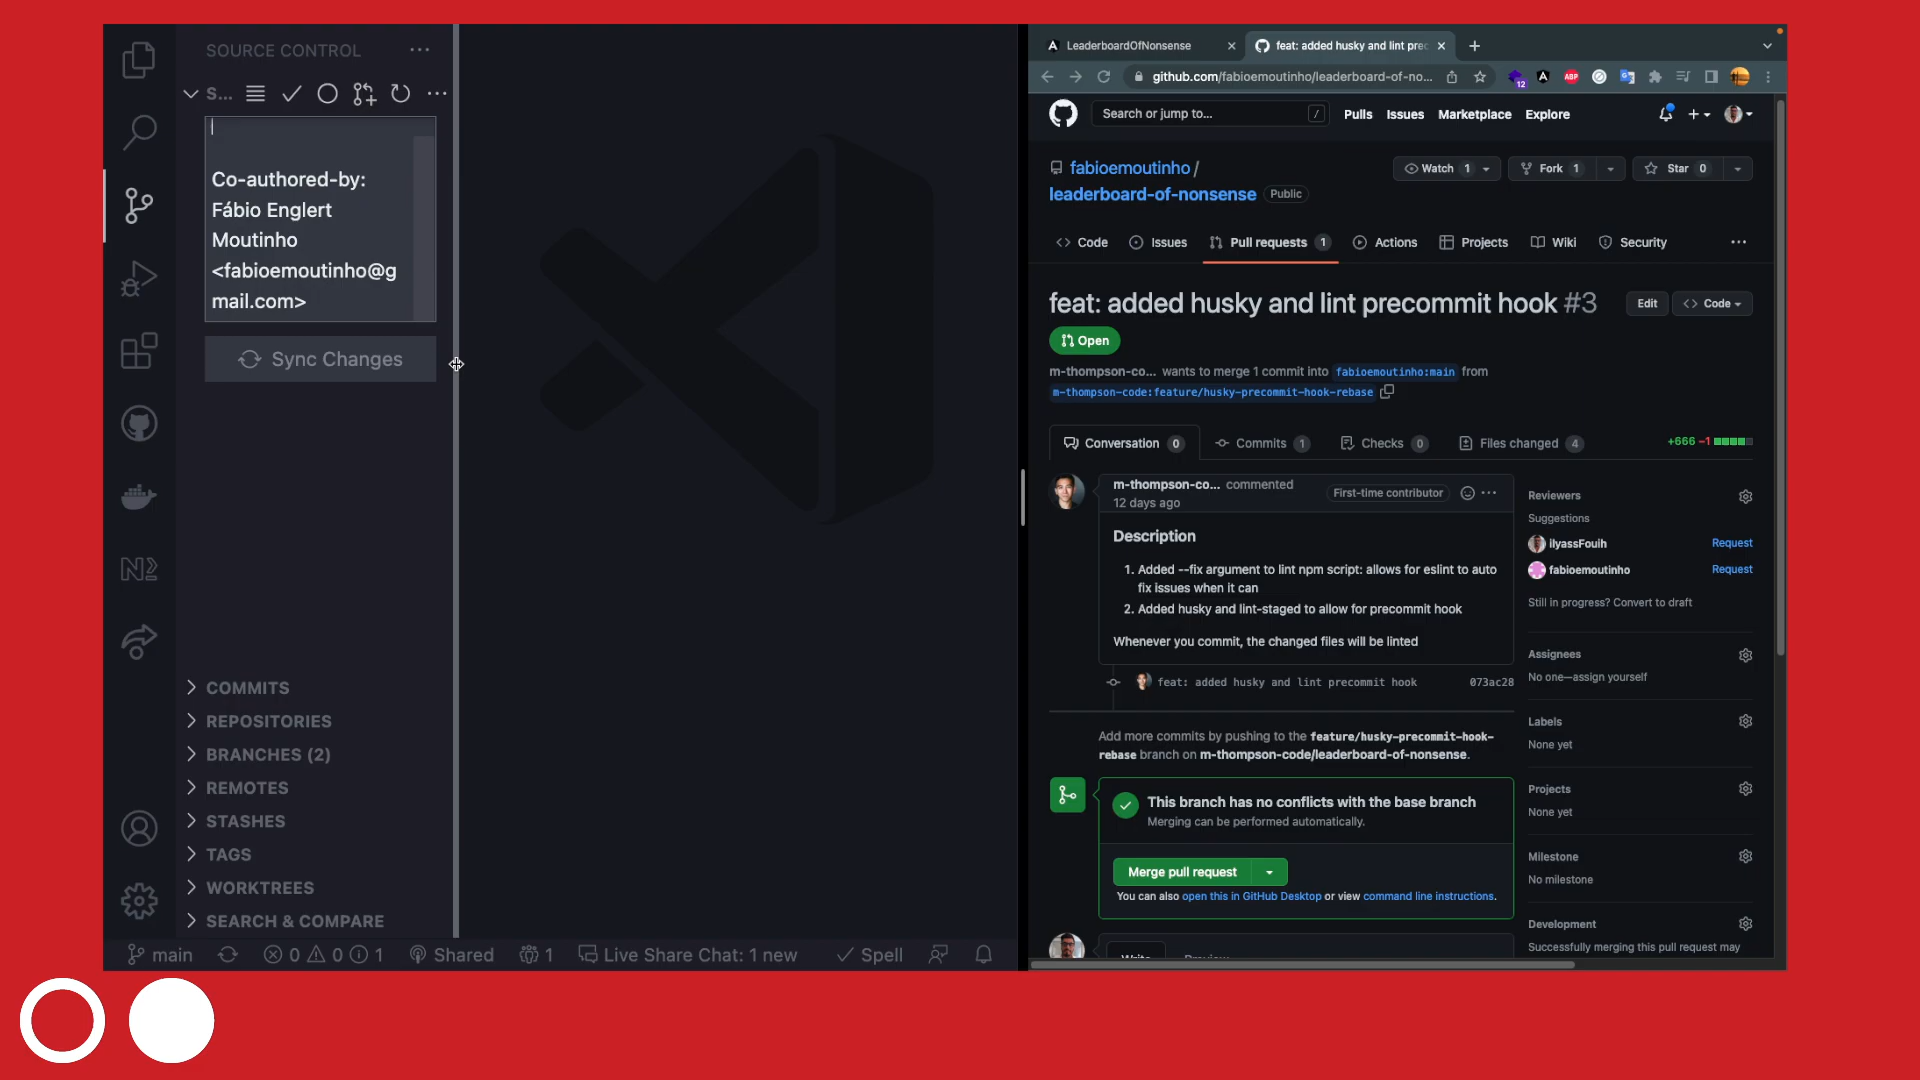 SOURCE CONTROL
S...
Co-authored-by:
Fábio Englert
Moutinho
<fabioemoutinho@g
mail.com>
Sync Changes
COMMITS
REPOSITORIES
BRANCHES (2)
REMOTES
STASHES
TAGS
WORKTREES
SEARCH & COMPARE
main
0
0
1
Shared
1
Live Share Chat: 1 new
Spell
LeaderboardOfNonsense
feat: added husky and lint prec
github.com/fabioemoutinho/leaderboard-of-no...
12
ABP
Search or jump to...
/
Pulls
Issues
Marketplace
Explore
fabioemoutinho /
leaderboard-of-nonsense
Public
Watch 1
Fork 1
Star 0
Code
Issues
Pull requests 1
Actions
Projects
Wiki
Security
feat: added husky and lint precommit hook #3
Edit
Code
Open
m-thompson-co... wants to merge 1 commit into fabioemoutinho:main from
m-thompson-code:feature/husky-precommit-hook-rebase
Conversation 0
Commits 1
Checks 0
Files changed 4
+666 −1
m-thompson-co... commented
12 days ago
First-time contributor
Description
1. Added --fix argument to lint npm script: allows for eslint to auto
fix issues when it can
2. Added husky and lint-staged to allow for precommit hook
Whenever you commit, the changed files will be linted
feat: added husky and lint precommit hook
073ac28
Add more commits by pushing to the feature/husky-precommit-hook-
rebase branch on m-thompson-code/leaderboard-of-nonsense.
This branch has no conflicts with the base branch
Merging can be performed automatically.
Merge pull request
You can also open this in GitHub Desktop or view command line instructions.
Write
Preview
Reviewers
Suggestions
ilyassFouih
Request
fabioemoutinho
Request
Still in progress? Convert to draft
Assignees
No one—assign yourself
Labels
None yet
Projects
None yet
Milestone
No milestone
Development
Successfully merging this pull request may